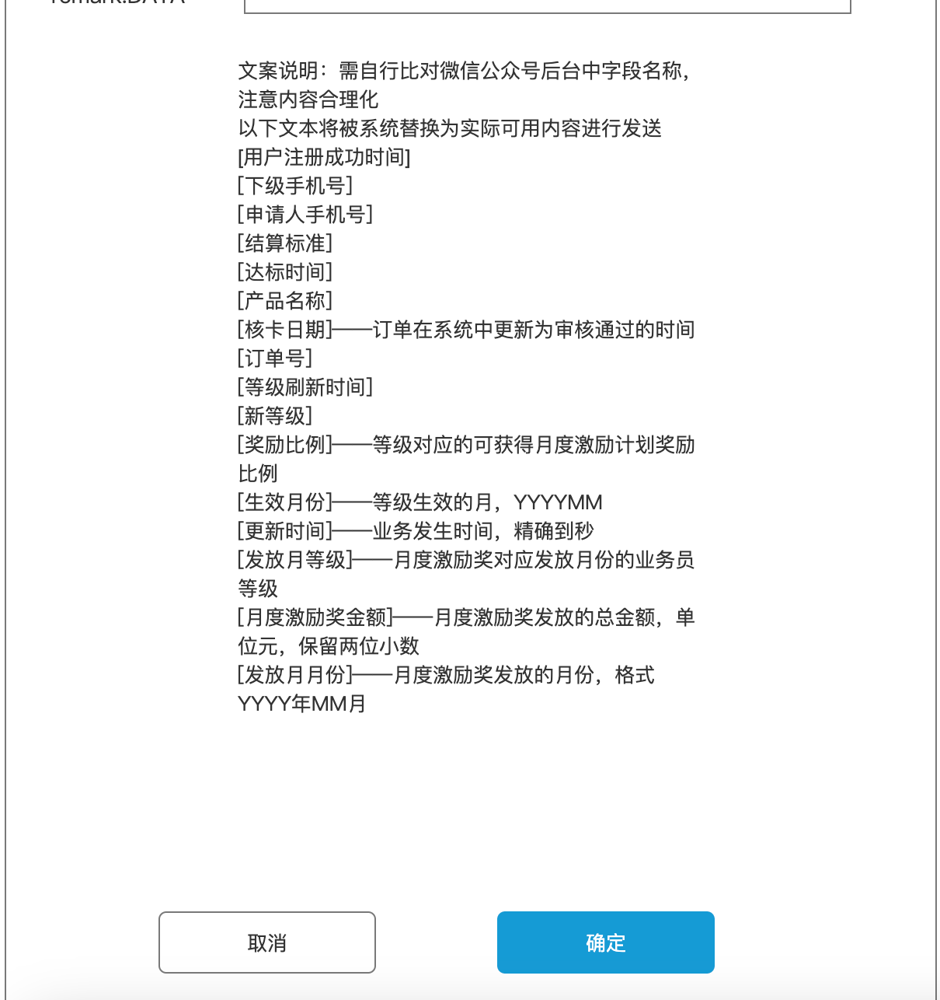 remark.DATA
文案说明：需自行比对微信公众号后台中字段名称，
注意内容合理化
以下文本将被系统替换为实际可用内容进行发送
[用户注册成功时间]
[下级手机号]
[申请人手机号]
[结算标准]
[达标时间]
[产品名称]
[核卡日期]——订单在系统中更新为审核通过的时间
[订单号]
[等级刷新时间]
[新等级]
[奖励比例]——等级对应的可获得月度激励计划奖励
比例
[生效月份]——等级生效的月，YYYYMM
[更新时间]——业务发生时间，精确到秒
[发放月等级]——月度激励奖对应发放月份的业务员
等级
[月度激励奖金额]——月度激励奖发放的总金额，单
位元，保留两位小数
[发放月月份]——月度激励奖发放的月份，格式
YYYY年MM月
取消
确定